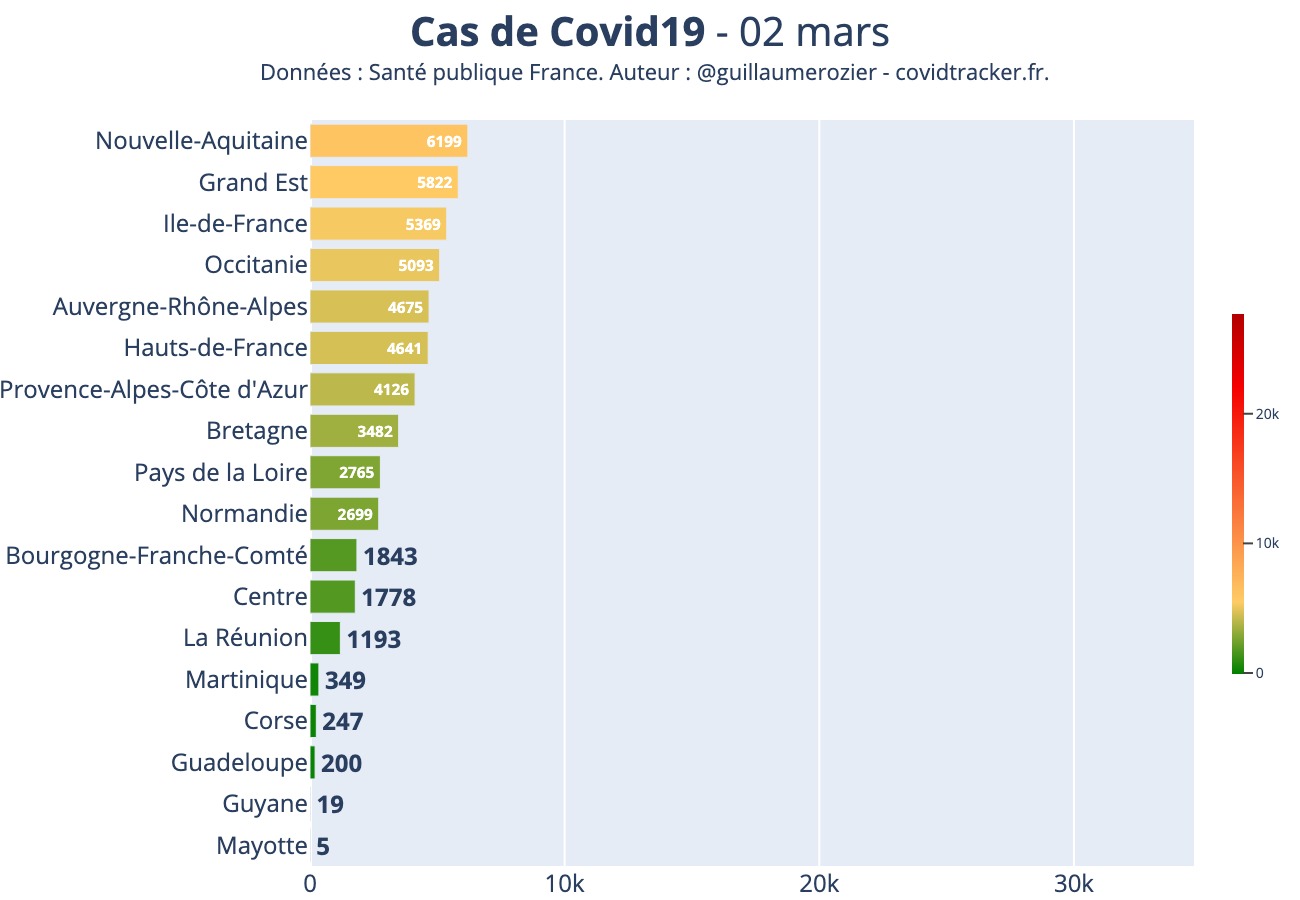 Cas de Covid19 - 02 mars
Données : Santé publique France. Auteur : @guillaumerozier - covidtracker.fr.
Nouvelle-Aquitaine 6199
Grand Est 5822
Ile-de-France 5369
Occitanie 5093
Auvergne-Rhône-Alpes 4675
Hauts-de-France 4641
Provence-Alpes-Côte d'Azur 4126
Bretagne 3482
Pays de la Loire 2765
Normandie 2699
Bourgogne-Franche-Comté 1843
Centre 1778
La Réunion 1193
Martinique 349
Corse 247
Guadeloupe 200
Guyane 19
Mayotte 5
0 10k 20k 30k
20k
10k
0